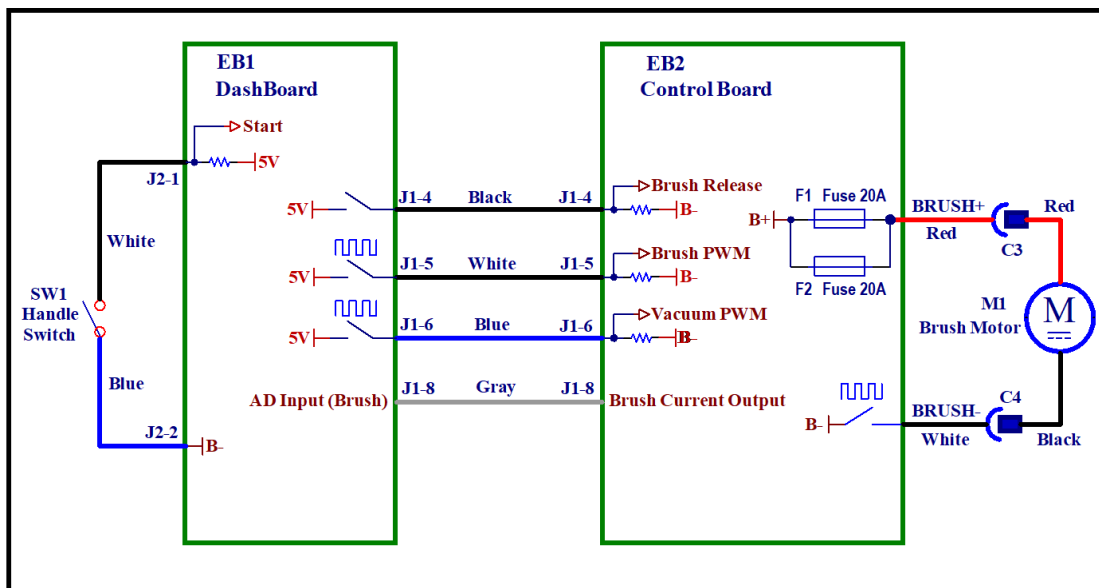 EB1
DashBoard
EB2
Control Board
Start
5V
J2-1
White
SW1
Handle
Switch
Blue
J2-2
B-
5V
J1-4
Black
J1-4
Brush Release
B-
5V
J1-5
White
J1-5
Brush PWM
B-
5V
J1-6
Blue
J1-6
Vacuum PWM
B-
AD Input (Brush)
J1-8
Gray
J1-8
Brush Current Output
F1 Fuse 20A
B+
F2 Fuse 20A
BRUSH+
Red
C3
Red
M1
Brush Motor
M
B-
BRUSH-
White
C4
Black